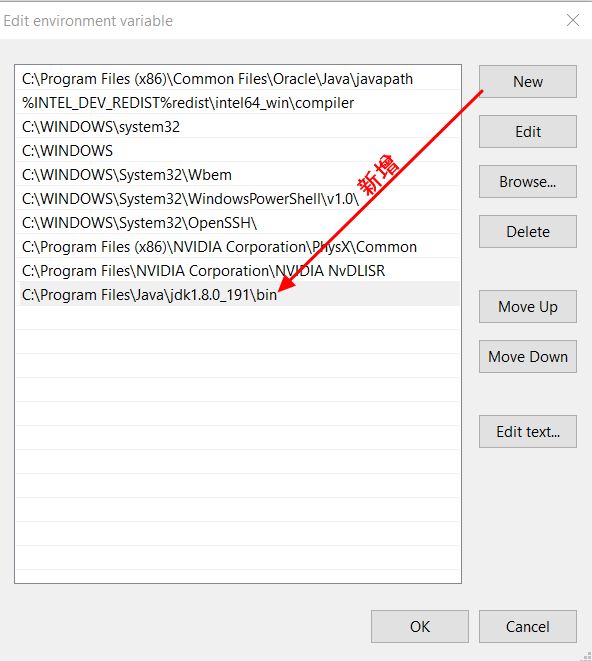 Edit environment variable
C:\Program Files (x86)\Common Files\Oracle\Java\javapath
%INTEL_DEV_REDIST%redist\intel64_win\compiler
C:\WINDOWS\system32
C:\WINDOWS
C:\WINDOWS\System32\Wbem
C:\WINDOWS\System32\WindowsPowerShell\v1.0\
C:\WINDOWS\System32\OpenSSH\
C:\Program Files (x86)\NVIDIA Corporation\PhysX\Common
C:\Program Files\NVIDIA Corporation\NVIDIA NvDLISR
C:\Program Files\Java\jdk1.8.0_191\bin
新增
New
Edit
Browse...
Delete
Move Up
Move Down
Edit text...
OK
Cancel